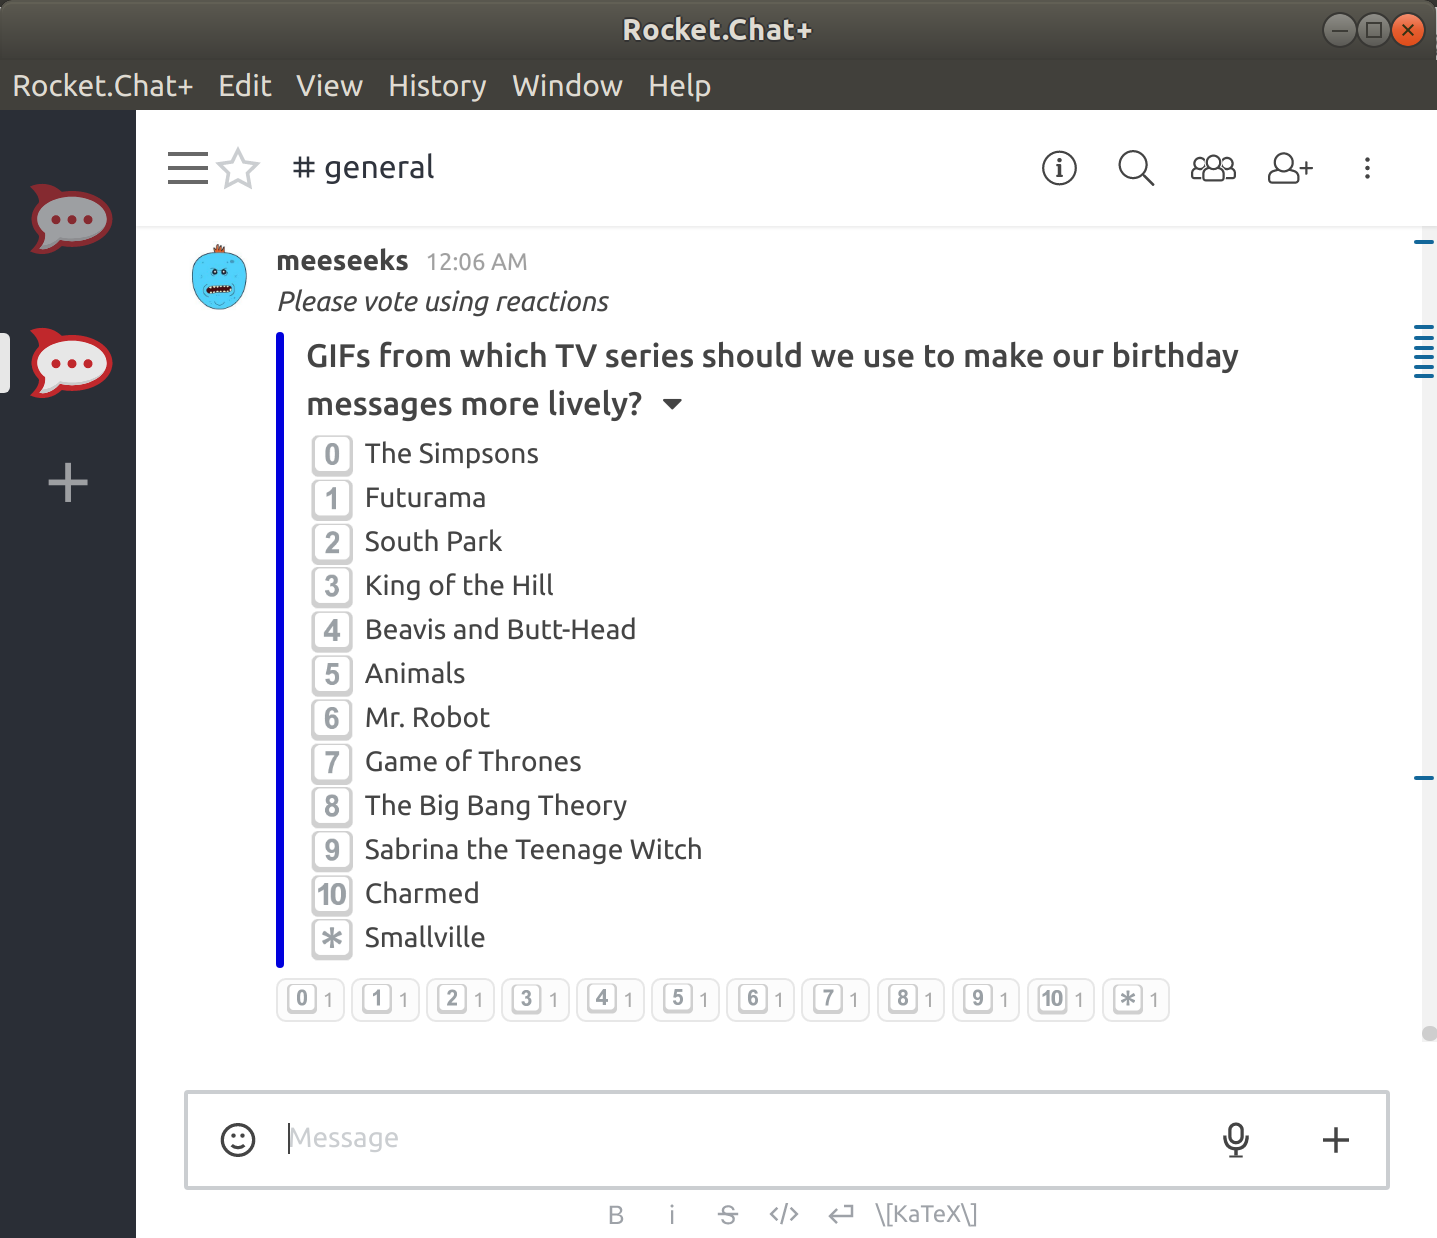 Rocket.Chat+
Rocket.Chat+ Edit View History Window Help
# general
meeseeks 12:06 AM
Please vote using reactions
GIFs from which TV series should we use to make our birthday
messages more lively?
0 The Simpsons
1 Futurama
2 South Park
3 King of the Hill
4 Beavis and Butt-Head
5 Animals
6 Mr. Robot
7 Game of Thrones
8 The Big Bang Theory
9 Sabrina the Teenage Witch
10 Charmed
* Smallville
0 1 1 1 2 1 3 1 4 1 5 1 6 1 7 1 8 1 9 1 10 1 * 1
Message
B i S </> \[KaTeX\]